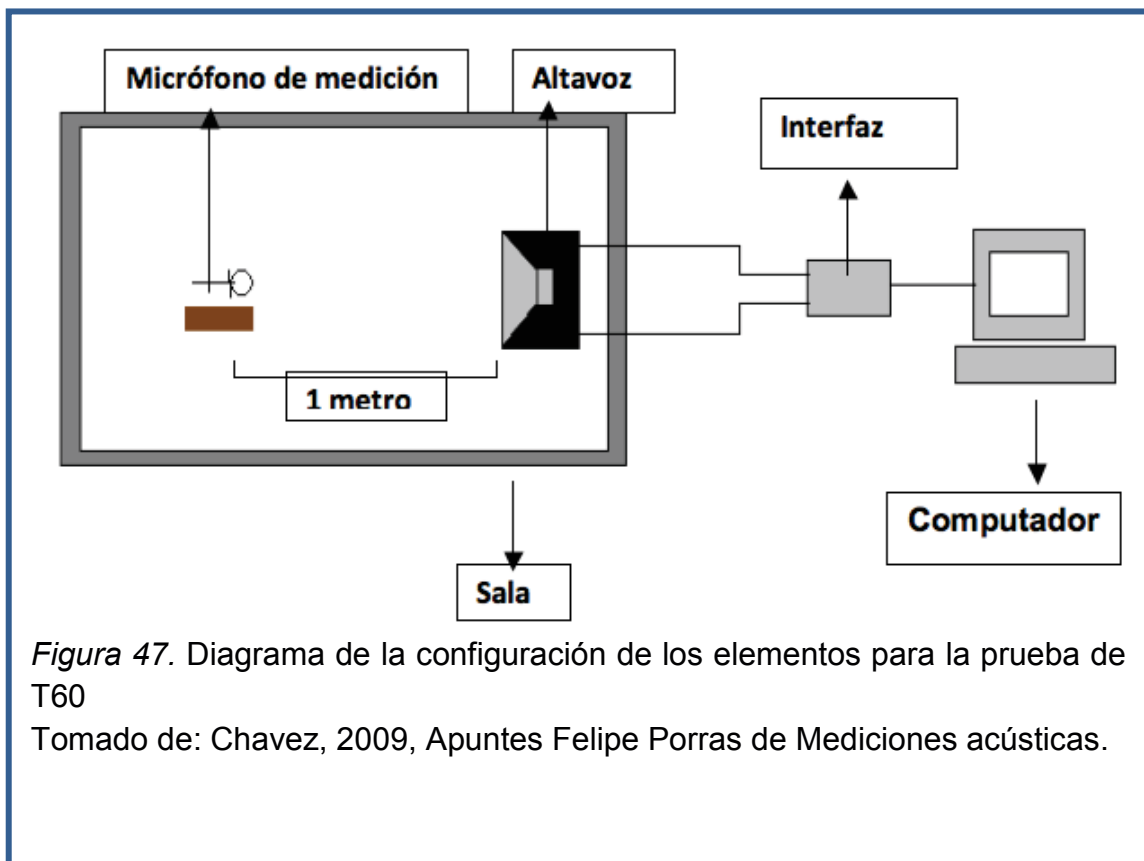 Micrófono de medición
Altavoz
Interfaz
1 metro
Computador
Sala
Figura 47. Diagrama de la configuración de los elementos para la prueba de
T60
Tomado de: Chavez, 2009, Apuntes Felipe Porras de Mediciones acústicas.